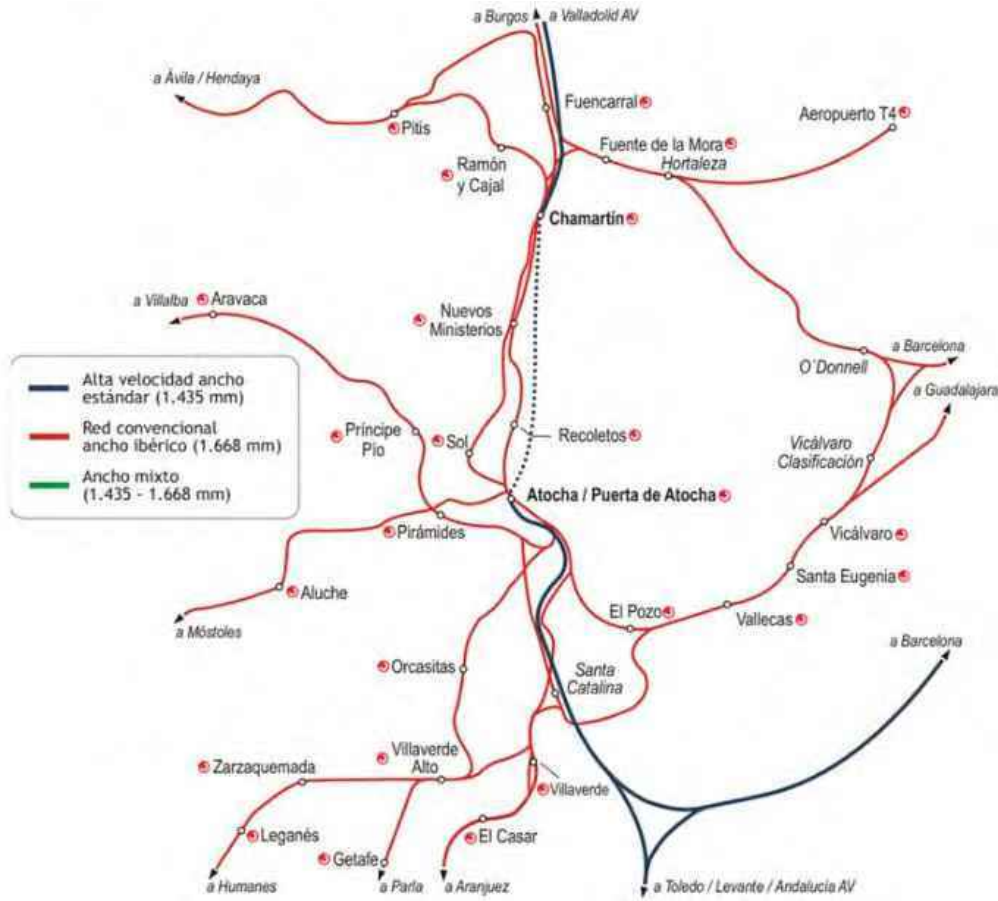 a Burgos
a Valladolid AV
a Ávila / Hendaya
Fuencarral
Aeropuerto T4
Pitis
Fuente de la Mora
Hortaleza
Ramón
y Cajal
Chamartín
a Villalba
Aravaca
Nuevos
Ministerios
O´Donnell
a Barcelona
a Guadalajara
Alta velocidad ancho
estándar (1.435 mm)
Red convencional
ancho ibérico (1.668 mm)
Ancho mixto
(1.435 - 1.668 mm)
Príncipe
Pío
Sol
Recoletos
Vicálvaro
Clasificación
Atocha / Puerta de Atocha
Pirámides
Vicálvaro
Santa Eugenia
Aluche
El Pozo
Vallecas
a Móstoles
a Barcelona
Orcasitas
Santa
Catalina
Villaverde
Alto
Zarzaquemada
Villaverde
Leganés
El Casar
Getafe
a Humanes
a Parla
a Aranjuez
a Toledo / Levante / Andalucía AV